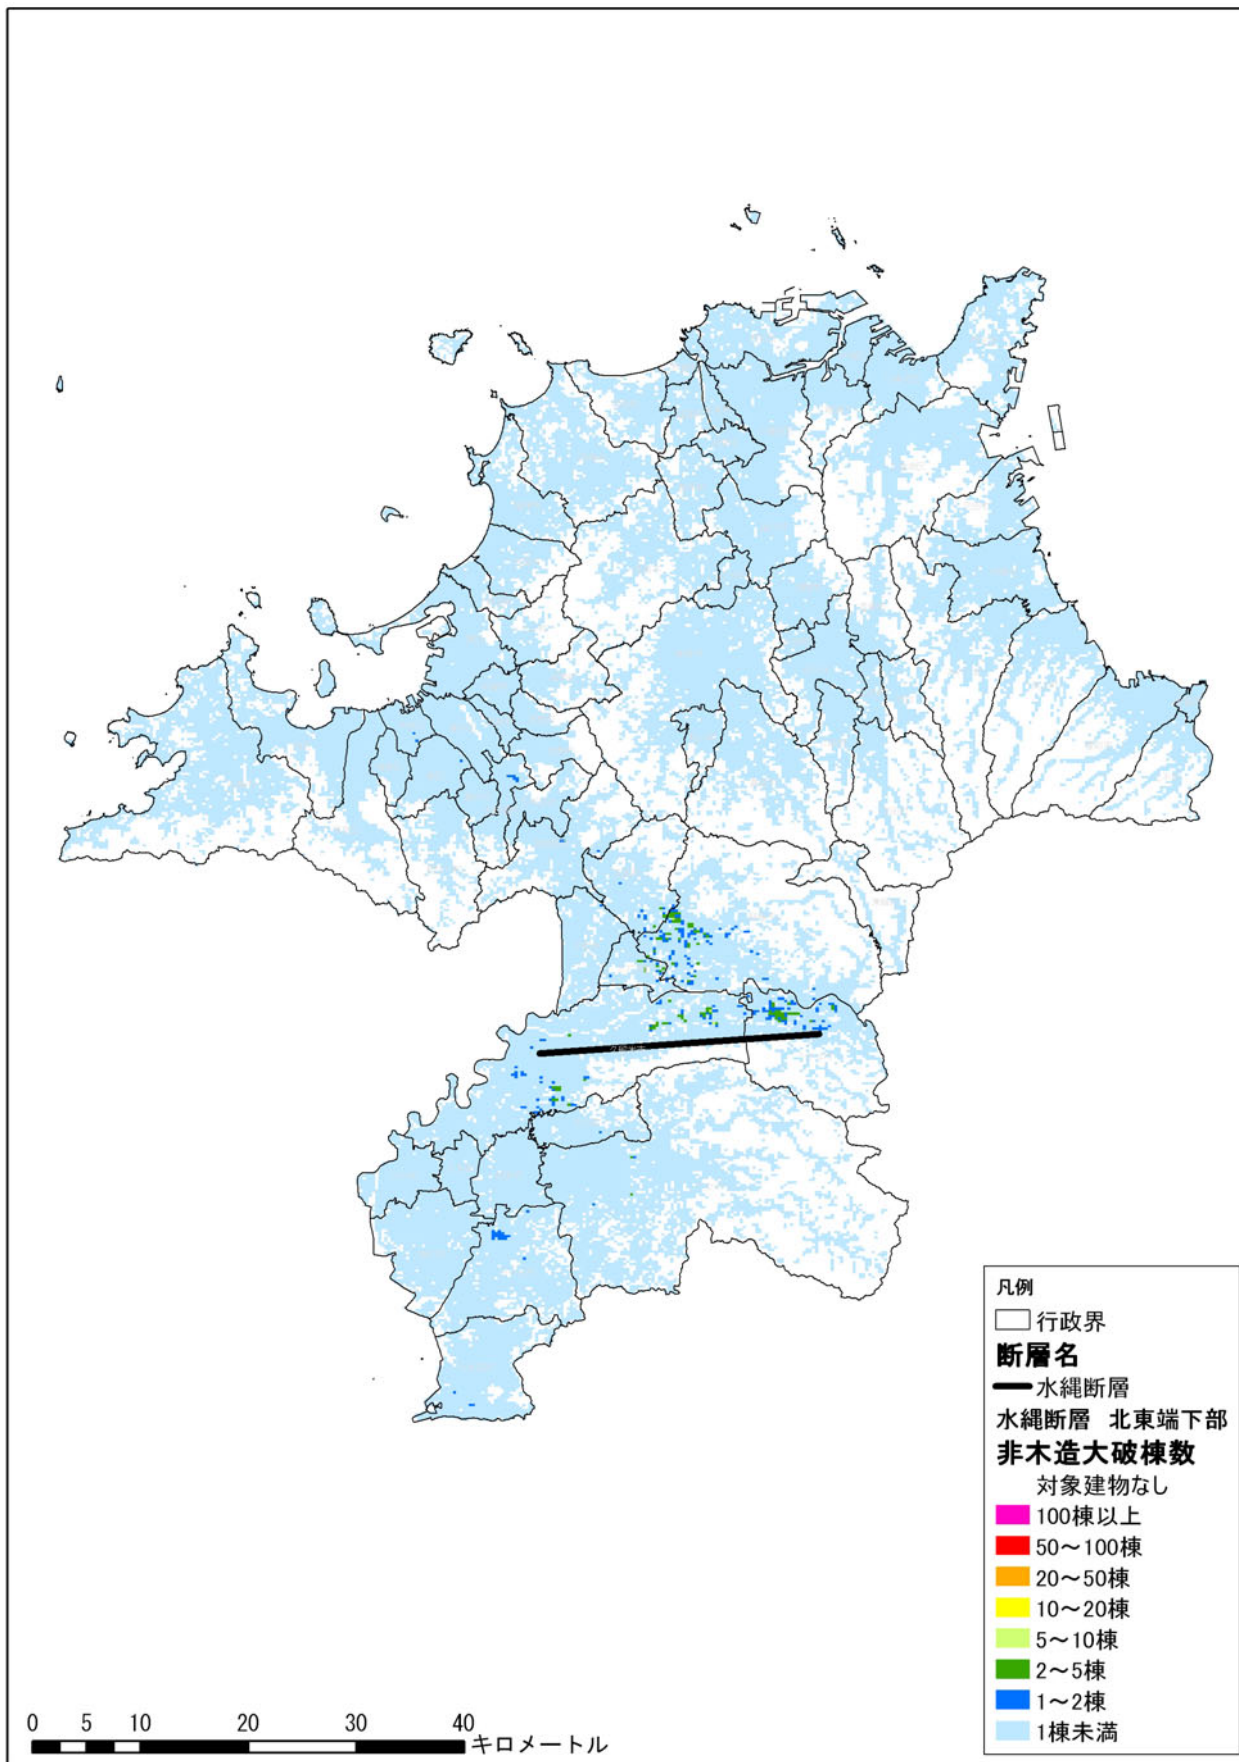 凡例
行政界
断層名
水縄断層
水縄断層 北東端下部
非木造大破棟数
対象建物なし
100棟以上
50～100棟
20～50棟
10～20棟
5～10棟
2～5棟
1～2棟
1棟未満
0 5 10 20 30 40
キロメートル